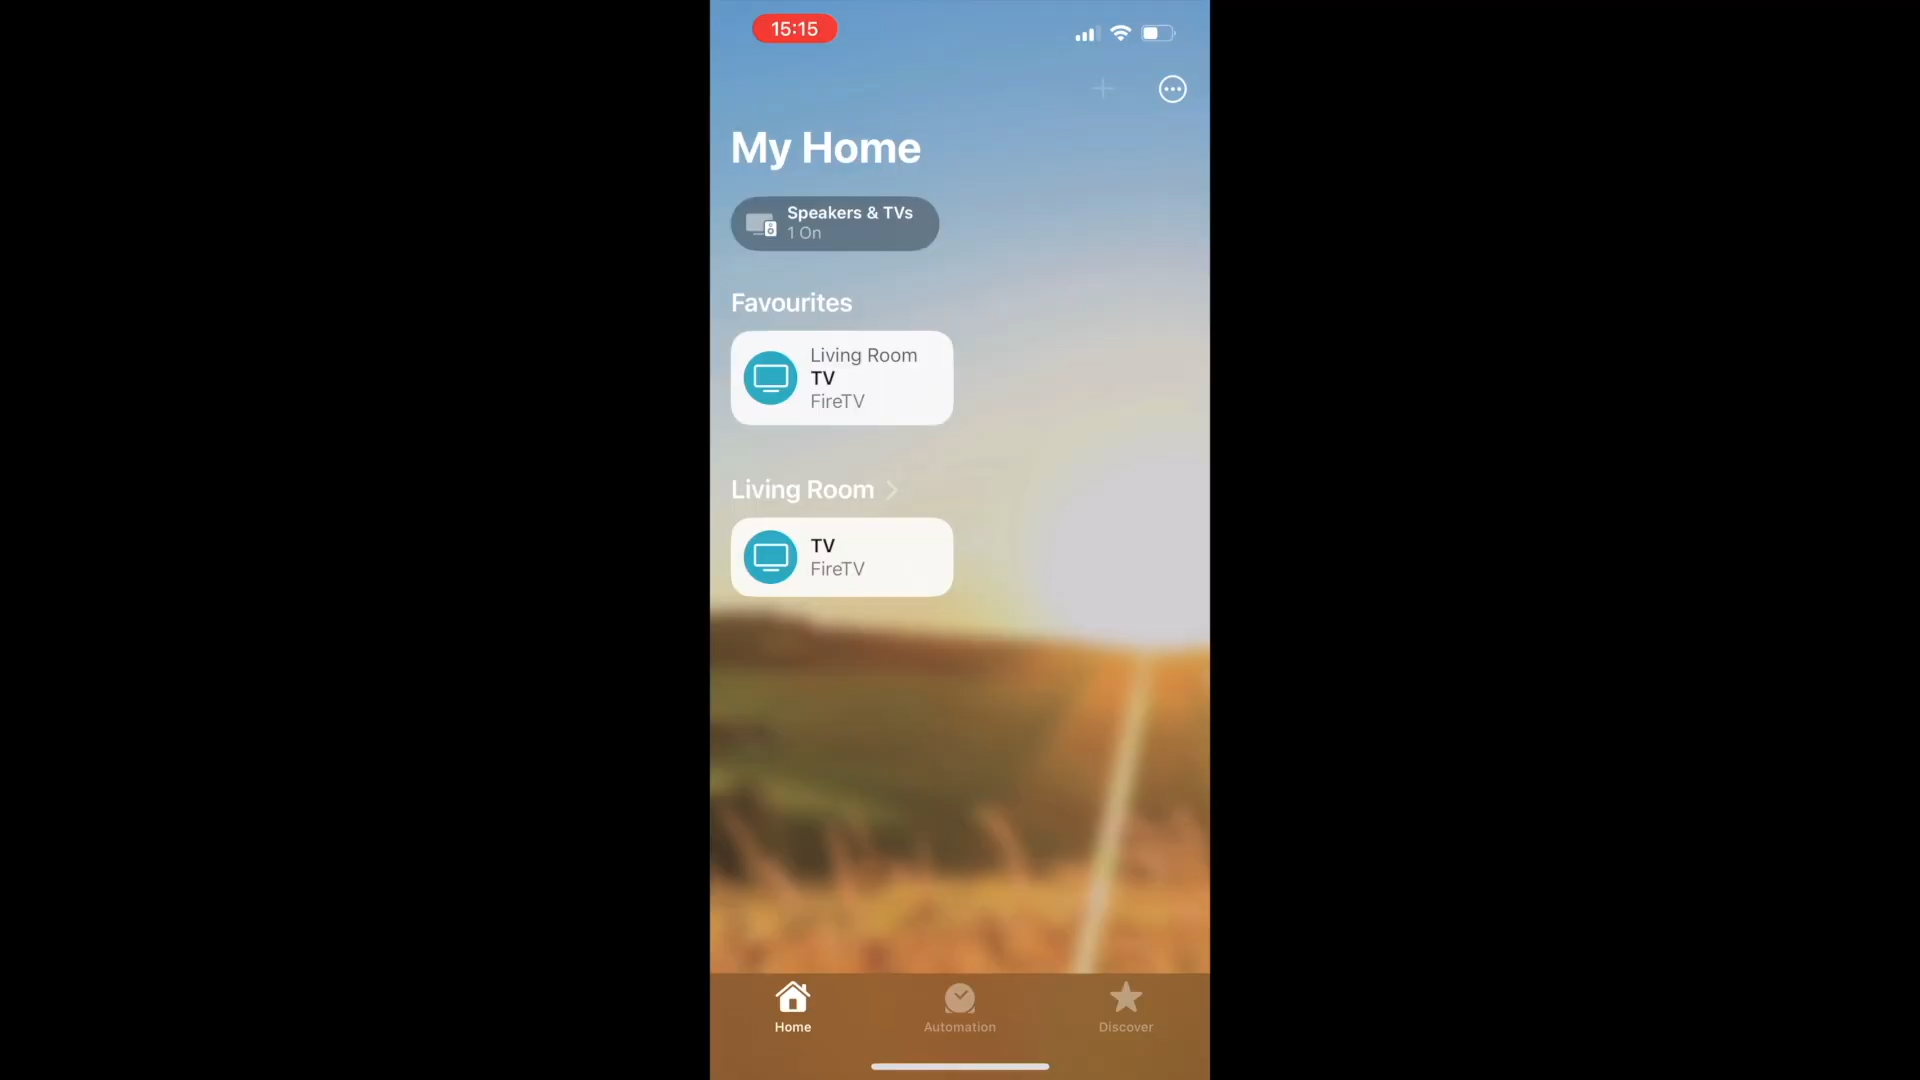 15:15
My Home
Speakers & TVs
1 On
Favourites
Living Room
TV
FireTV
Living Room
TV
FireTV
Home
Automation
Discover